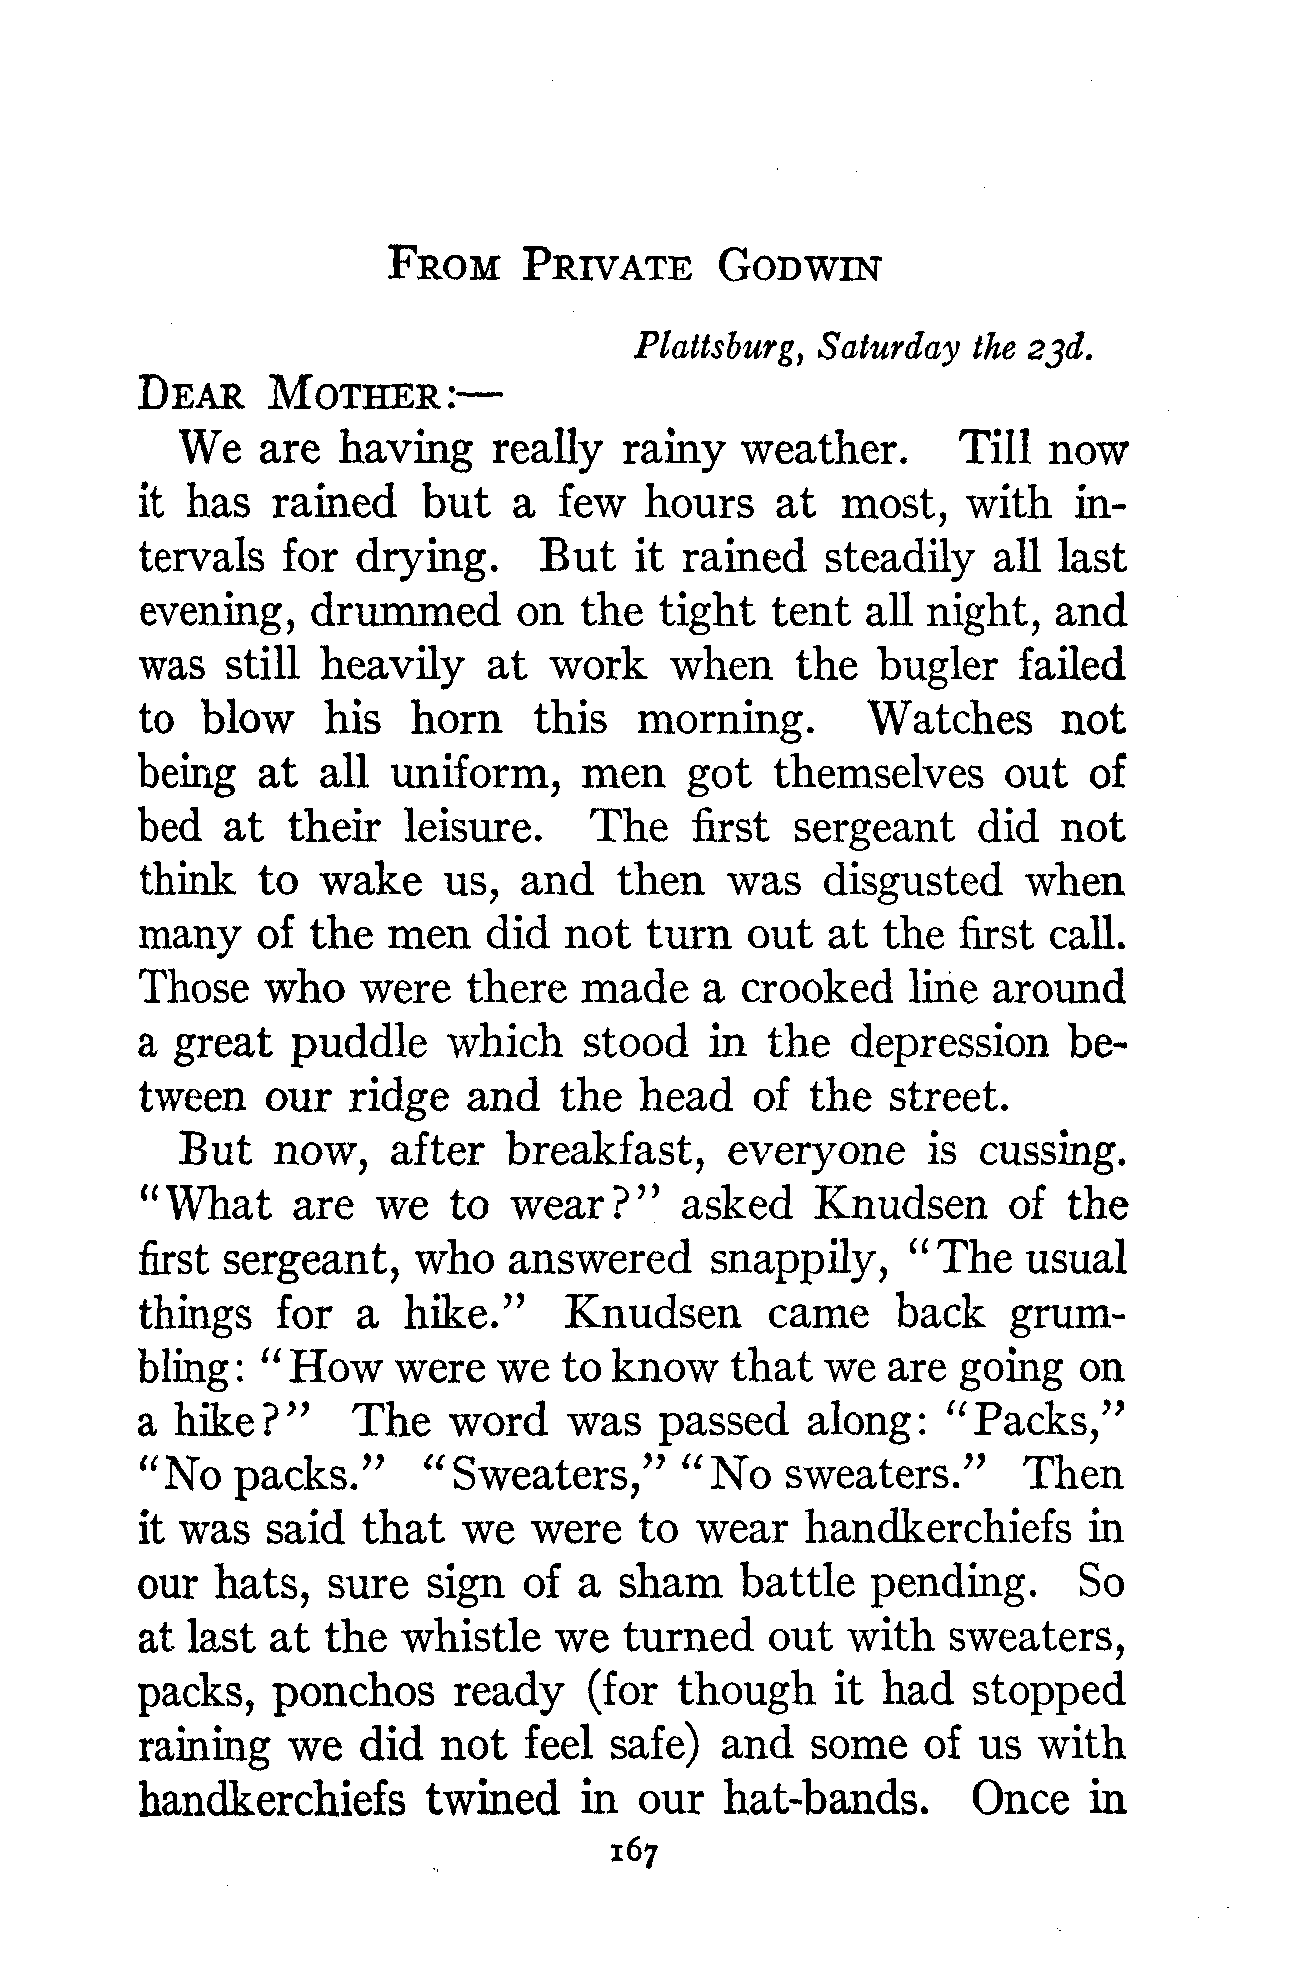 From Private Godwin
Plattsburg, Saturday the 23d.
Dear Mother:—
We are having really rainy weather. Till now
it has rained but a few hours at most, with in-
tervals for drying. But it rained steadily all last
evening, drummed on the tight tent all night, and
was still heavily at work when the bugler failed
to blow his horn this morning. Watches not
being at all uniform, men got themselves out of
bed at their leisure. The first sergeant did not
think to wake us, and then was disgusted when
many of the men did not turn out at the first call.
Those who were there made a crooked line around
a great puddle which stood in the depression be-
tween our ridge and the head of the street.
But now, after breakfast, everyone is cussing.
"What are we to wear?" asked Knudsen of the
first sergeant, who answered snappily, "The usual
things for a hike." Knudsen came back grum-
bling: "How were we to know that we are going on
a hike?" The word was passed along: "Packs,"
"No packs." "Sweaters," "No sweaters." Then
it was said that we were to wear handkerchiefs in
our hats, sure sign of a sham battle pending. So
at last at the whistle we turned out with sweaters,
packs, ponchos ready (for though it had stopped
raining we did not feel safe) and some of us with
handkerchiefs twined in our hat-bands. Once in
167